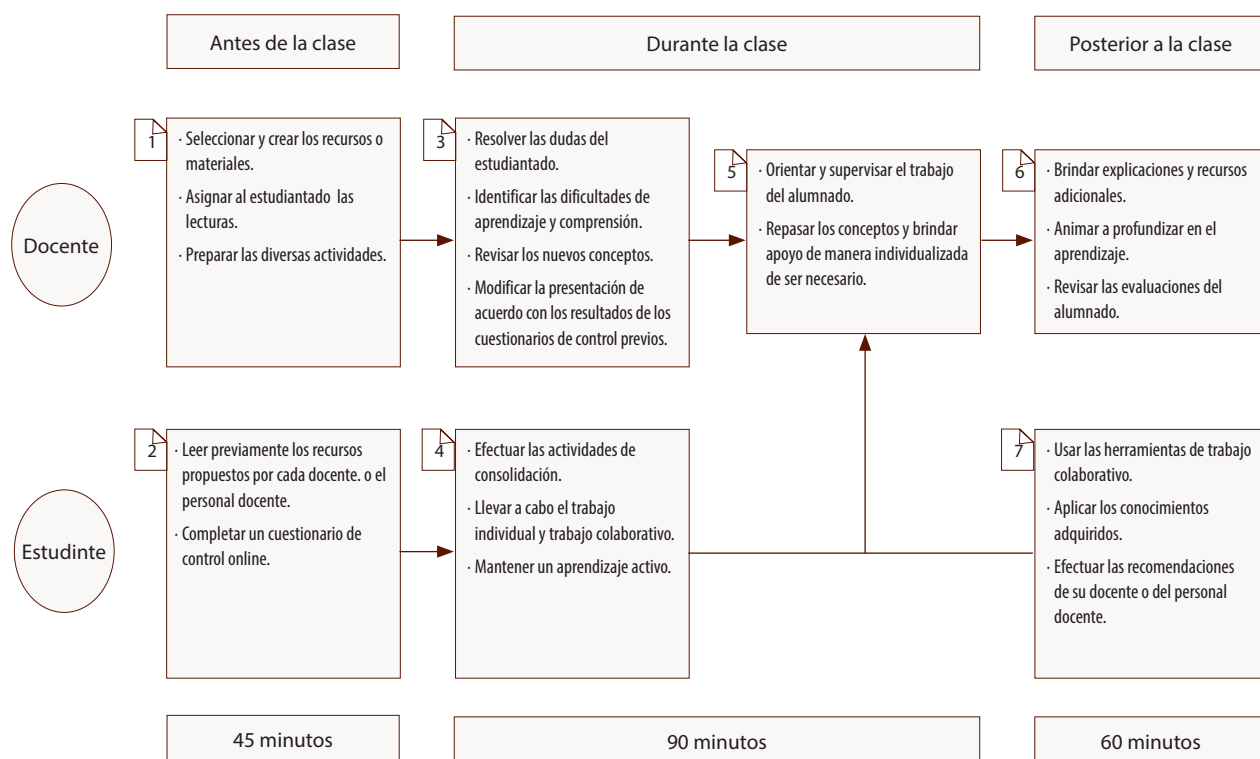 Antes de la clase
Durante la clase
Posterior a la clase
Docente
1
· Seleccionar y crear los recursos o
materiales.
· Asignar al estudiantado las
lecturas.
· Preparar las diversas actividades.
3
· Resolver las dudas del
estudiantado.
· Identificar las dificultades de
aprendizaje y comprensión.
· Revisar los nuevos conceptos.
· Modificar la presentación de
acuerdo con los resultados de los
cuestionarios de control previos.
5
· Orientar y supervisar el trabajo
del alumnado.
· Repasar los conceptos y brindar
apoyo de manera individualizada
de ser necesario.
6
· Brindar explicaciones y recursos
adicionales.
· Animar a profundizar en el
aprendizaje.
· Revisar las evaluaciones del
alumnado.
Estudinte
2
· Leer previamente los recursos
propuestos por cada docente. o el
personal docente.
· Completar un cuestionario de
control online.
4
· Efectuar las actividades de
consolidación.
· Llevar a cabo el trabajo
individual y trabajo colaborativo.
· Mantener un aprendizaje activo.
7
· Usar las herramientas de trabajo
colaborativo.
· Aplicar los conocimientos
adquiridos.
· Efectuar las recomendaciones
de su docente o del personal
docente.
45 minutos
90 minutos
60 minutos